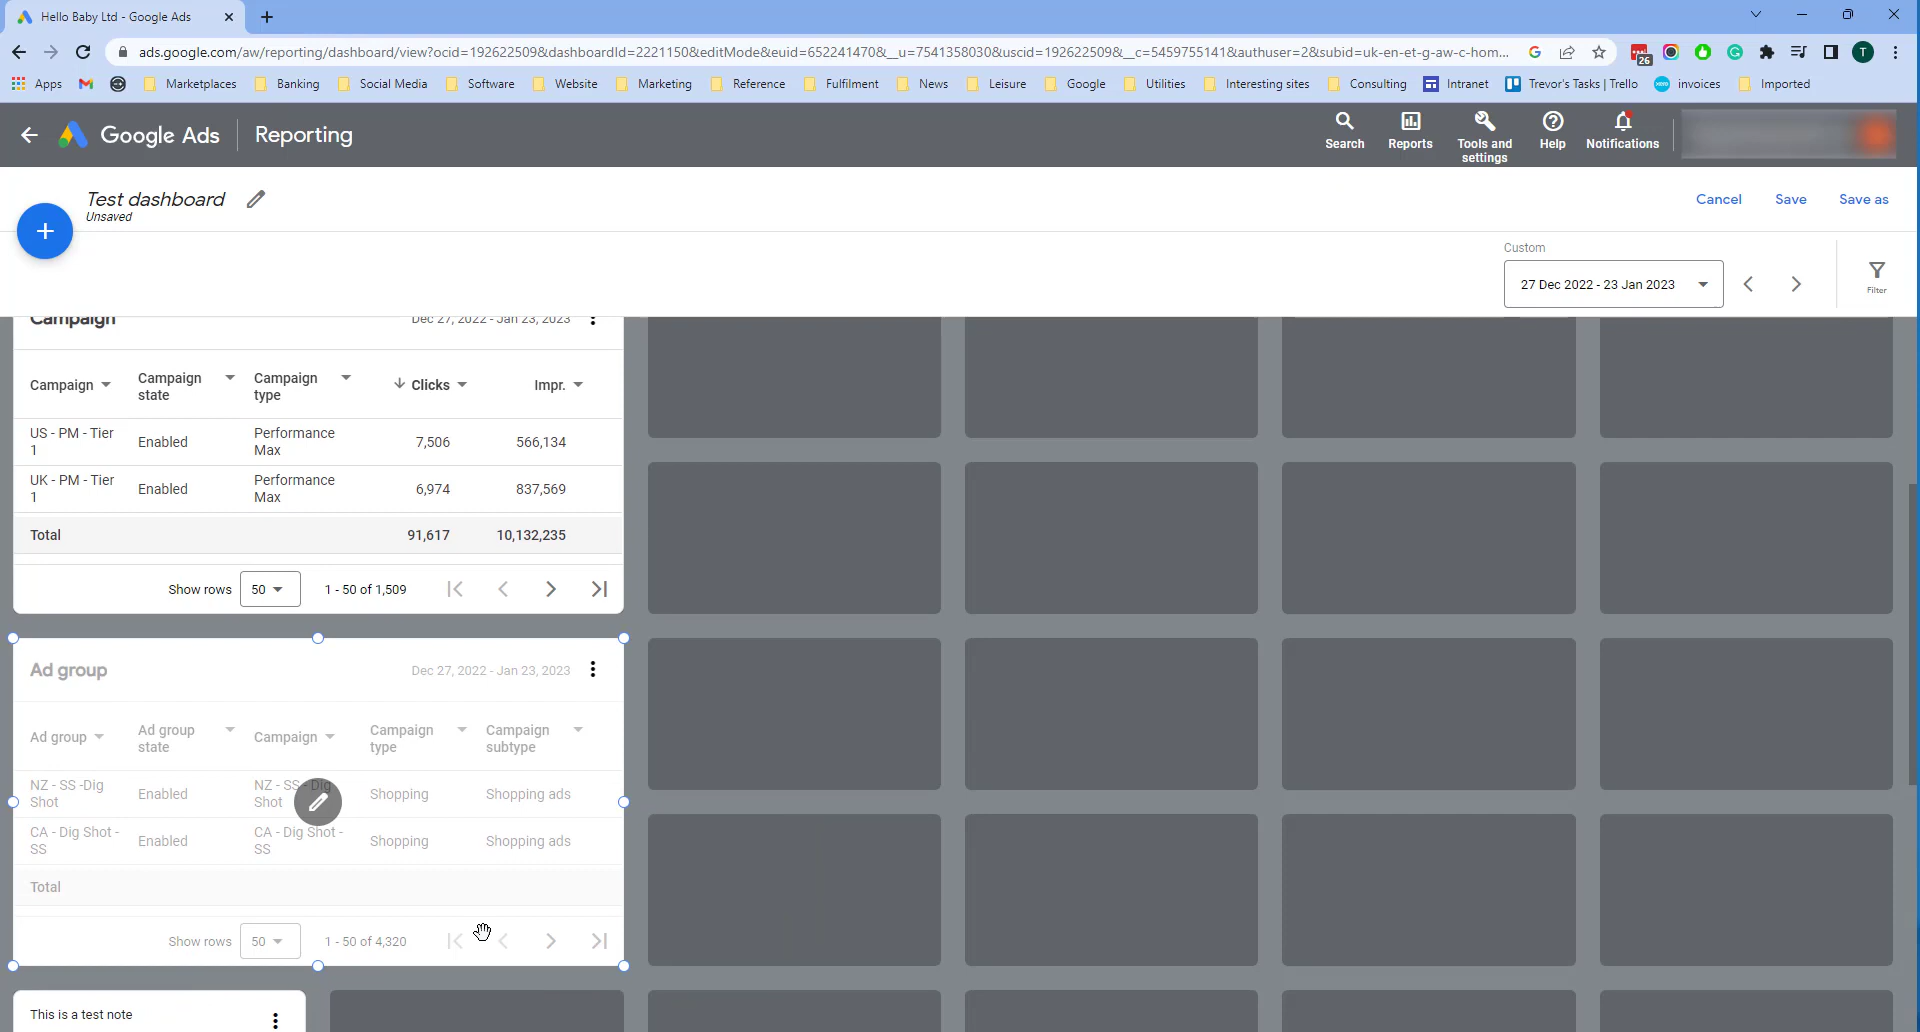 Hello Baby Ltd - Google Ads
ads.google.com/aw/reporting/dashboard/view?ocid=192622509&dashboardId=2221150&editMode&euid=652241470&__u=7541358030&uscid=192622509&__c=5459755141&authuser=2&subid=uk-en-et-g-aw-c-hom...
26
T
Apps
Marketplaces
Banking
Social Media
Software
Website
Marketing
Reference
Fulfilment
News
Leisure
Google
Utilities
Interesting sites
Consulting
Intranet
Trevor's Tasks | Trello
xero
invoices
Imported
Google Ads
Reporting
Search
Reports
Tools and
settings
Help
Notifications
Test dashboard
Unsaved
Cancel
Save
Save as
Custom
27 Dec 2022 - 23 Jan 2023
Filter
Campaign
Dec 27, 2022 - Jan 23, 2023
Campaign
Campaign
state
Campaign
type
Clicks
Impr.
US - PM - Tier
1
Enabled
Performance
Max
7,506
566,134
UK - PM - Tier
1
Enabled
Performance
Max
6,974
837,569
Total
91,617
10,132,235
Show rows
50
1 - 50 of 1,509
Ad group
Dec 27, 2022 - Jan 23, 2023
Ad group
Ad group
state
Campaign
Campaign
type
Campaign
subtype
NZ - SS -Dig
Shot
Enabled
NZ - SS - Dig
Shot
Shopping
Shopping ads
CA - Dig Shot -
SS
Enabled
CA - Dig Shot -
SS
Shopping
Shopping ads
Total
Show rows
50
1 - 50 of 4,320
This is a test note